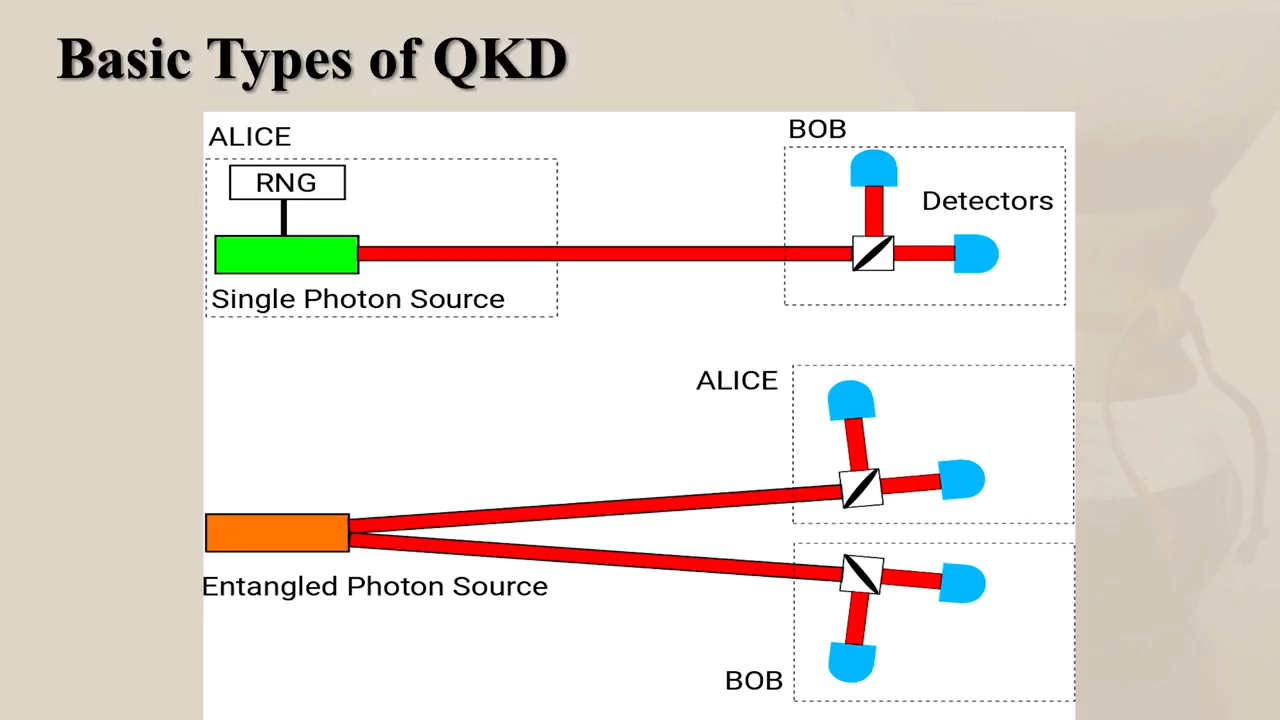 Basic Types of QKD
ALICE
BOB
RNG
Detectors
Single Photon Source
ALICE
Entangled Photon Source
BOB